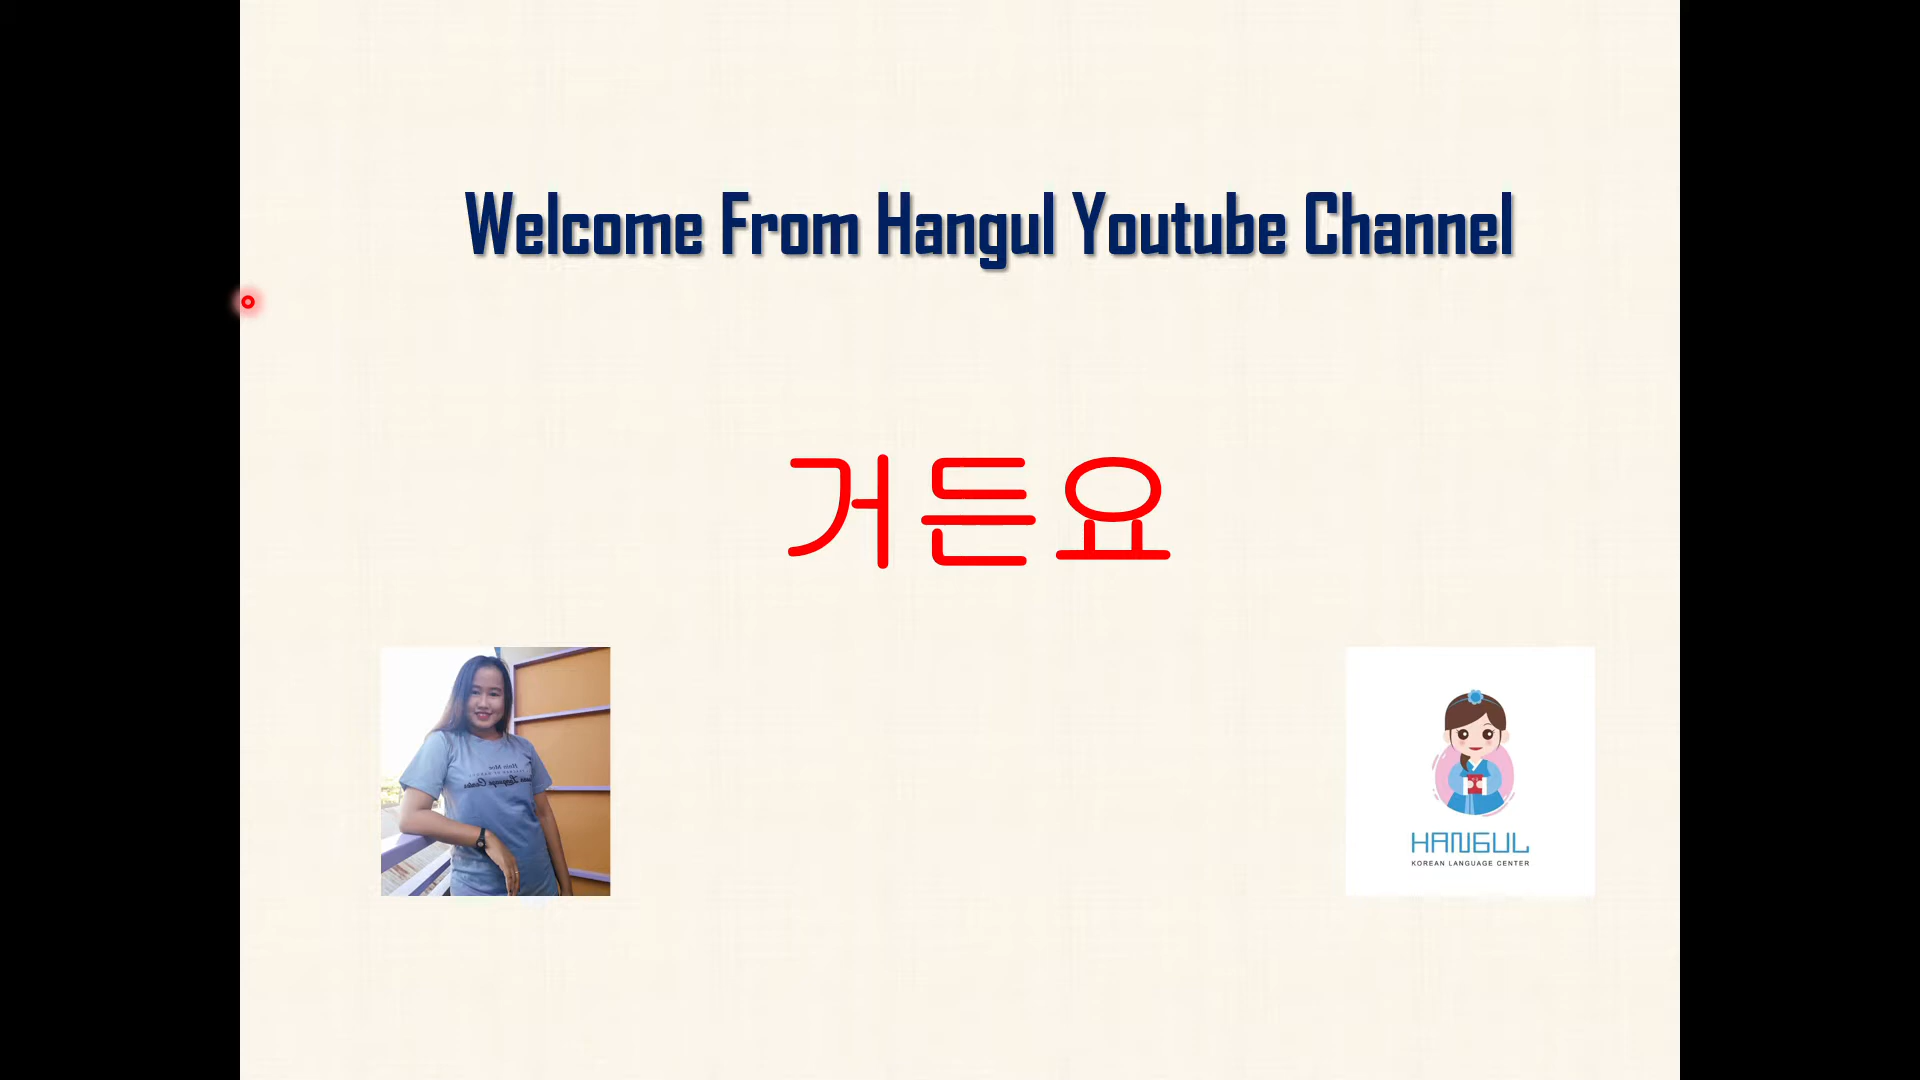 Welcome From Hangul Youtube Channel
거든요
HANGUL
KOREAN LANGUAGE CENTER